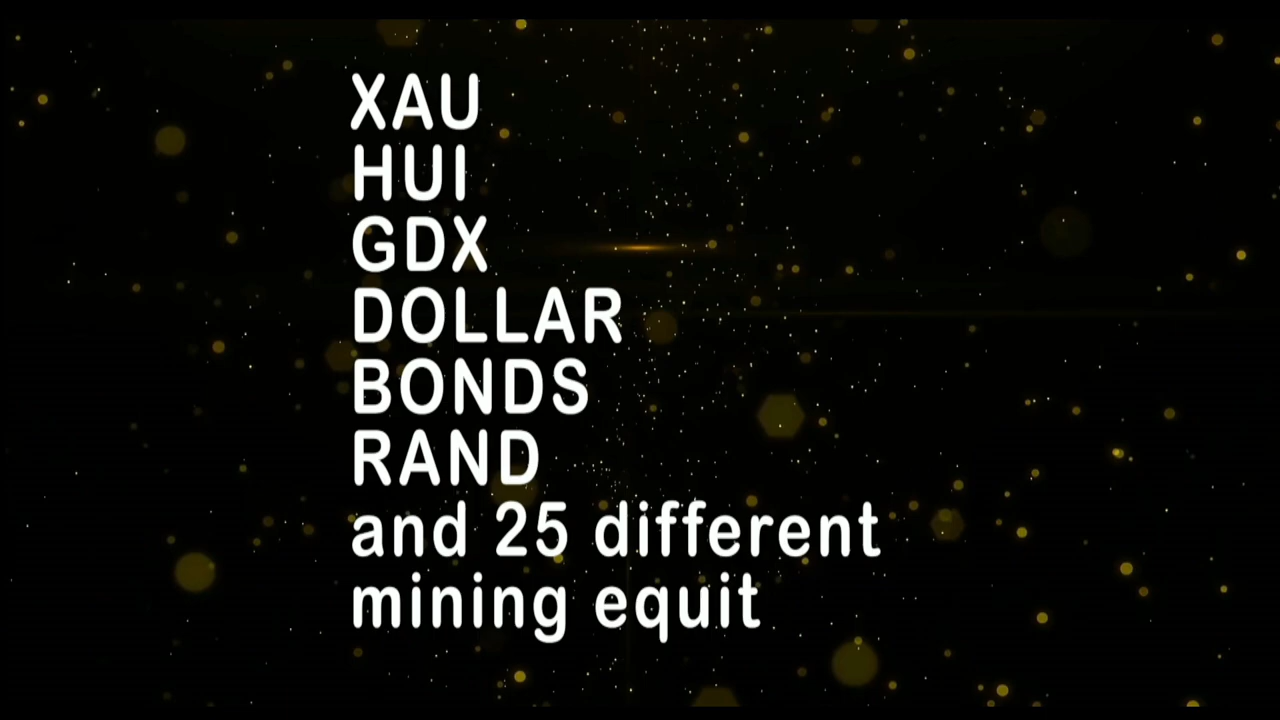 XAU
HUI
GDX
DOLLAR
BONDS
RAND
and 25 different
mining equit